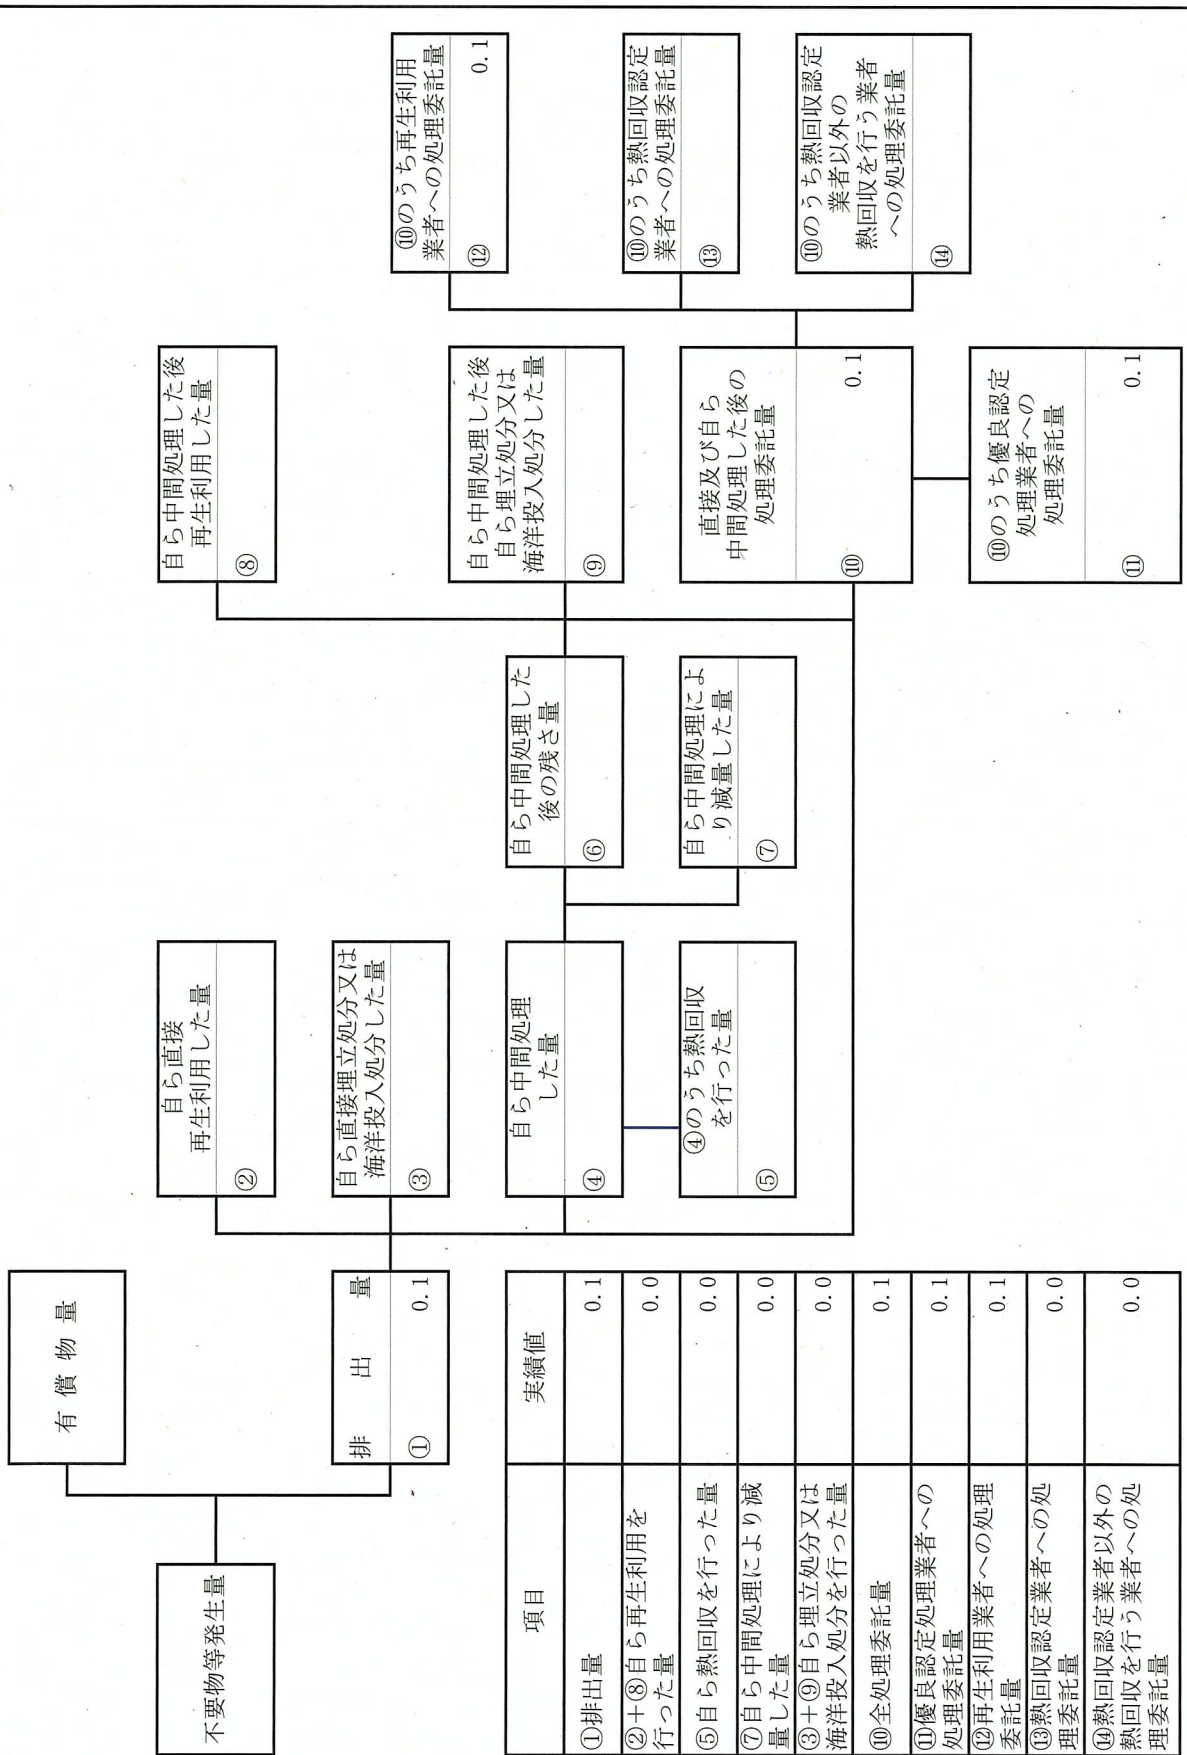 不要物等発生量
有償物量
排出量
① 0.1
自ら直接
再生利用した量
②
自ら直接埋立処分又は
海洋投入処分した量
③
自ら中間処理
した量
④
④のうち熱回収
を行った量
⑤
自ら中間処理した
後の残さ量
⑥
自ら中間処理によ
り減量した量
⑦
自ら中間処理した後
再生利用した量
⑧
自ら中間処理した後
自ら埋立処分又は
海洋投入処分した量
⑨
直接及び自ら
中間処理した後の
処理委託量
⑩ 0.1
⑩のうち優良認定
処理業者への
処理委託量
⑪ 0.1
⑩のうち再生利用
業者への処理委託量
⑫ 0.1
⑩のうち熱回収認定
業者への処理委託量
⑬
⑩のうち熱回収認定
業者以外の
熱回収を行う業者
への処理委託量
⑭
項目 実績値
①排出量 0.1
②+⑧自ら再生利用を
行った量 0.0
⑤自ら熱回収を行った量 0.0
⑦自ら中間処理により減
量した量 0.0
③+⑨自ら埋立処分又は
海洋投入処分を行った量 0.0
⑩全処理委託量 0.1
⑪優良認定処理業者への
処理委託量 0.1
⑫再生利用業者への処理
委託量 0.1
⑬熱回収認定業者への処
理委託量 0.0
⑭熱回収認定業者以外の
熱回収を行う業者への処
理委託量 0.0